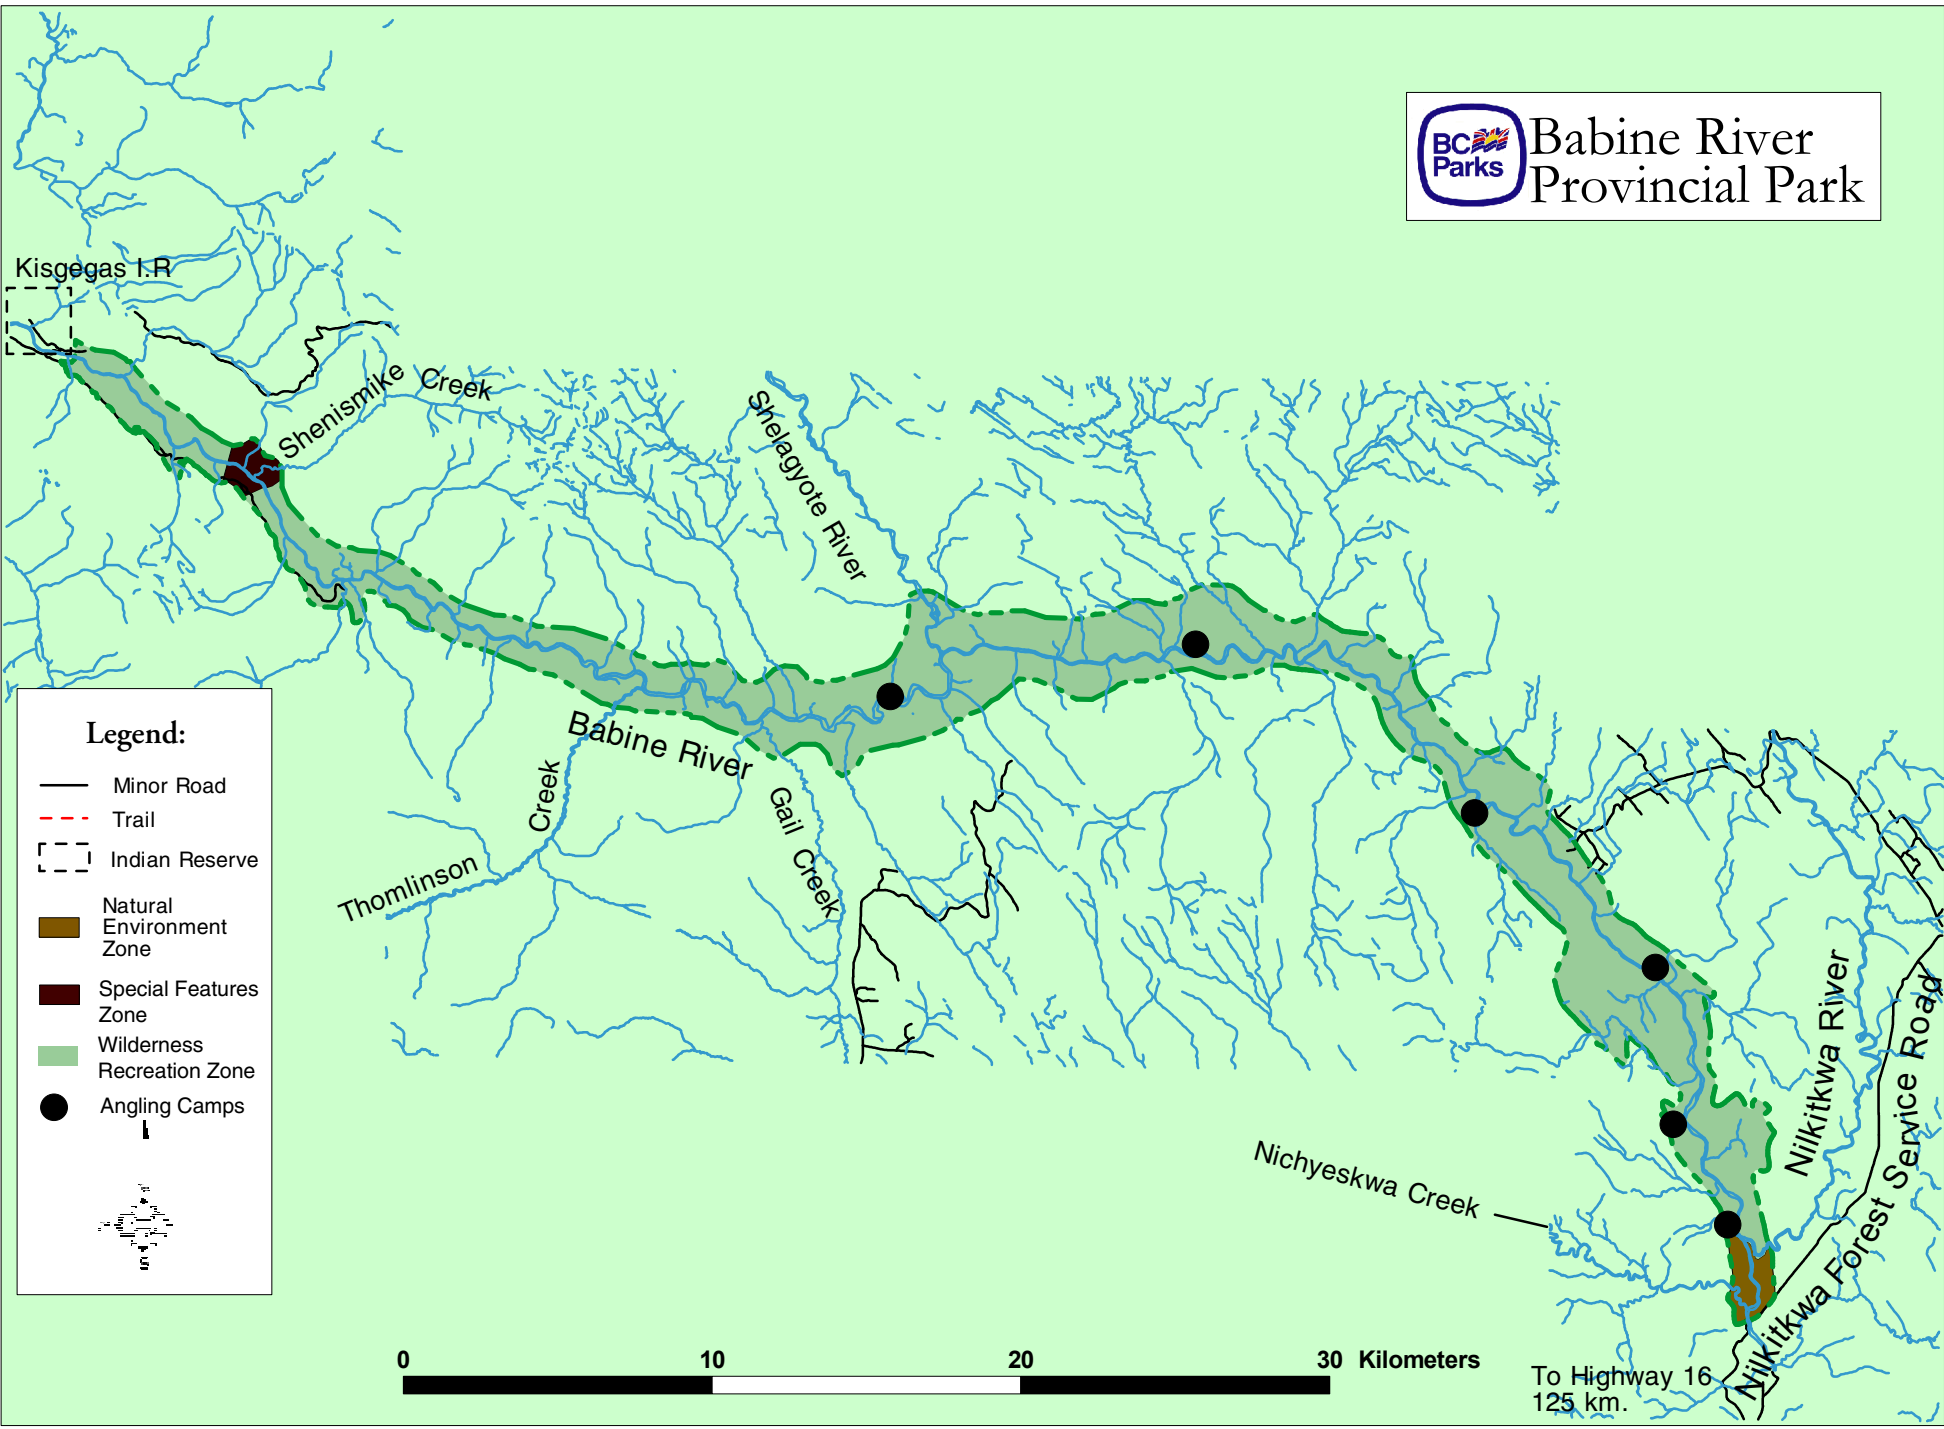 BC
Parks
Babine River
Provincial Park
Kisgegas I.R
Shenismike Creek
Shelagyote River
Babine River
Thomlinson Creek
Gail Creek
Nilkitkwa River
Nilkitkwa Forest Service Road
Nichyeskwa Creek
Legend:
Minor Road
Trail
Indian Reserve
Natural
Environment
Zone
Special Features
Zone
Wilderness
Recreation Zone
Angling Camps
S
0 10 20 30 Kilometers
To Highway 16
125 km.